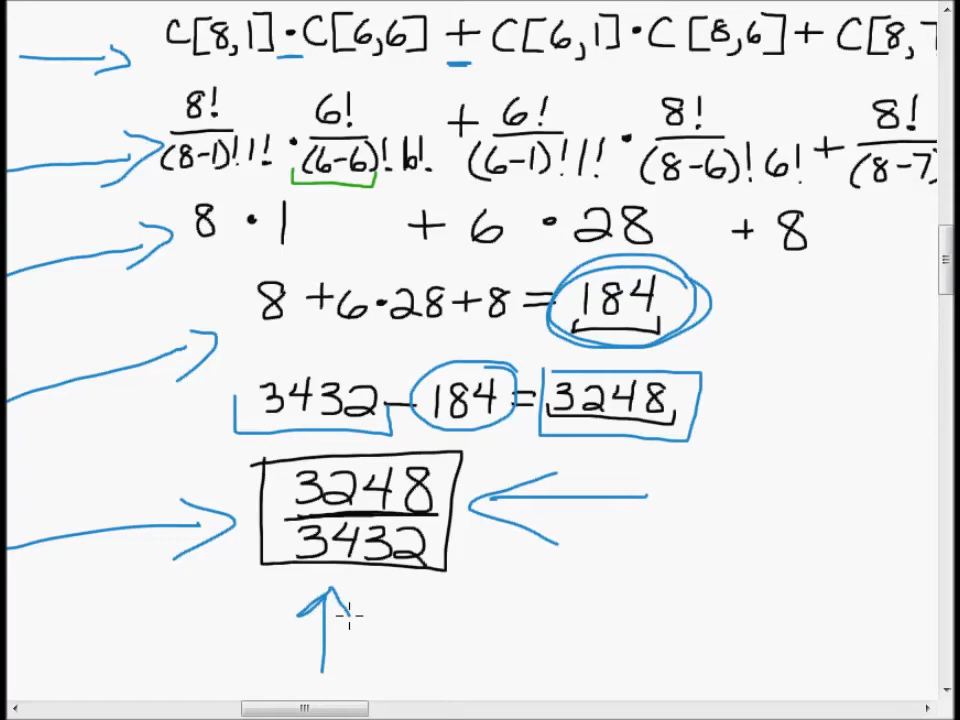 C[8,1] · C[6,6] + C[6,1] · C[8,6] + C[8,7
8!/(8-1)!1! · 6!/(6-6)!6! + 6!/(6-1)!1! · 8!/(8-6)!6! + 8!/(8-7)
8 · 1 + 6 · 28 + 8
8 + 6 · 28 + 8 = 184
3432 - 184 = 3248
3248
3432